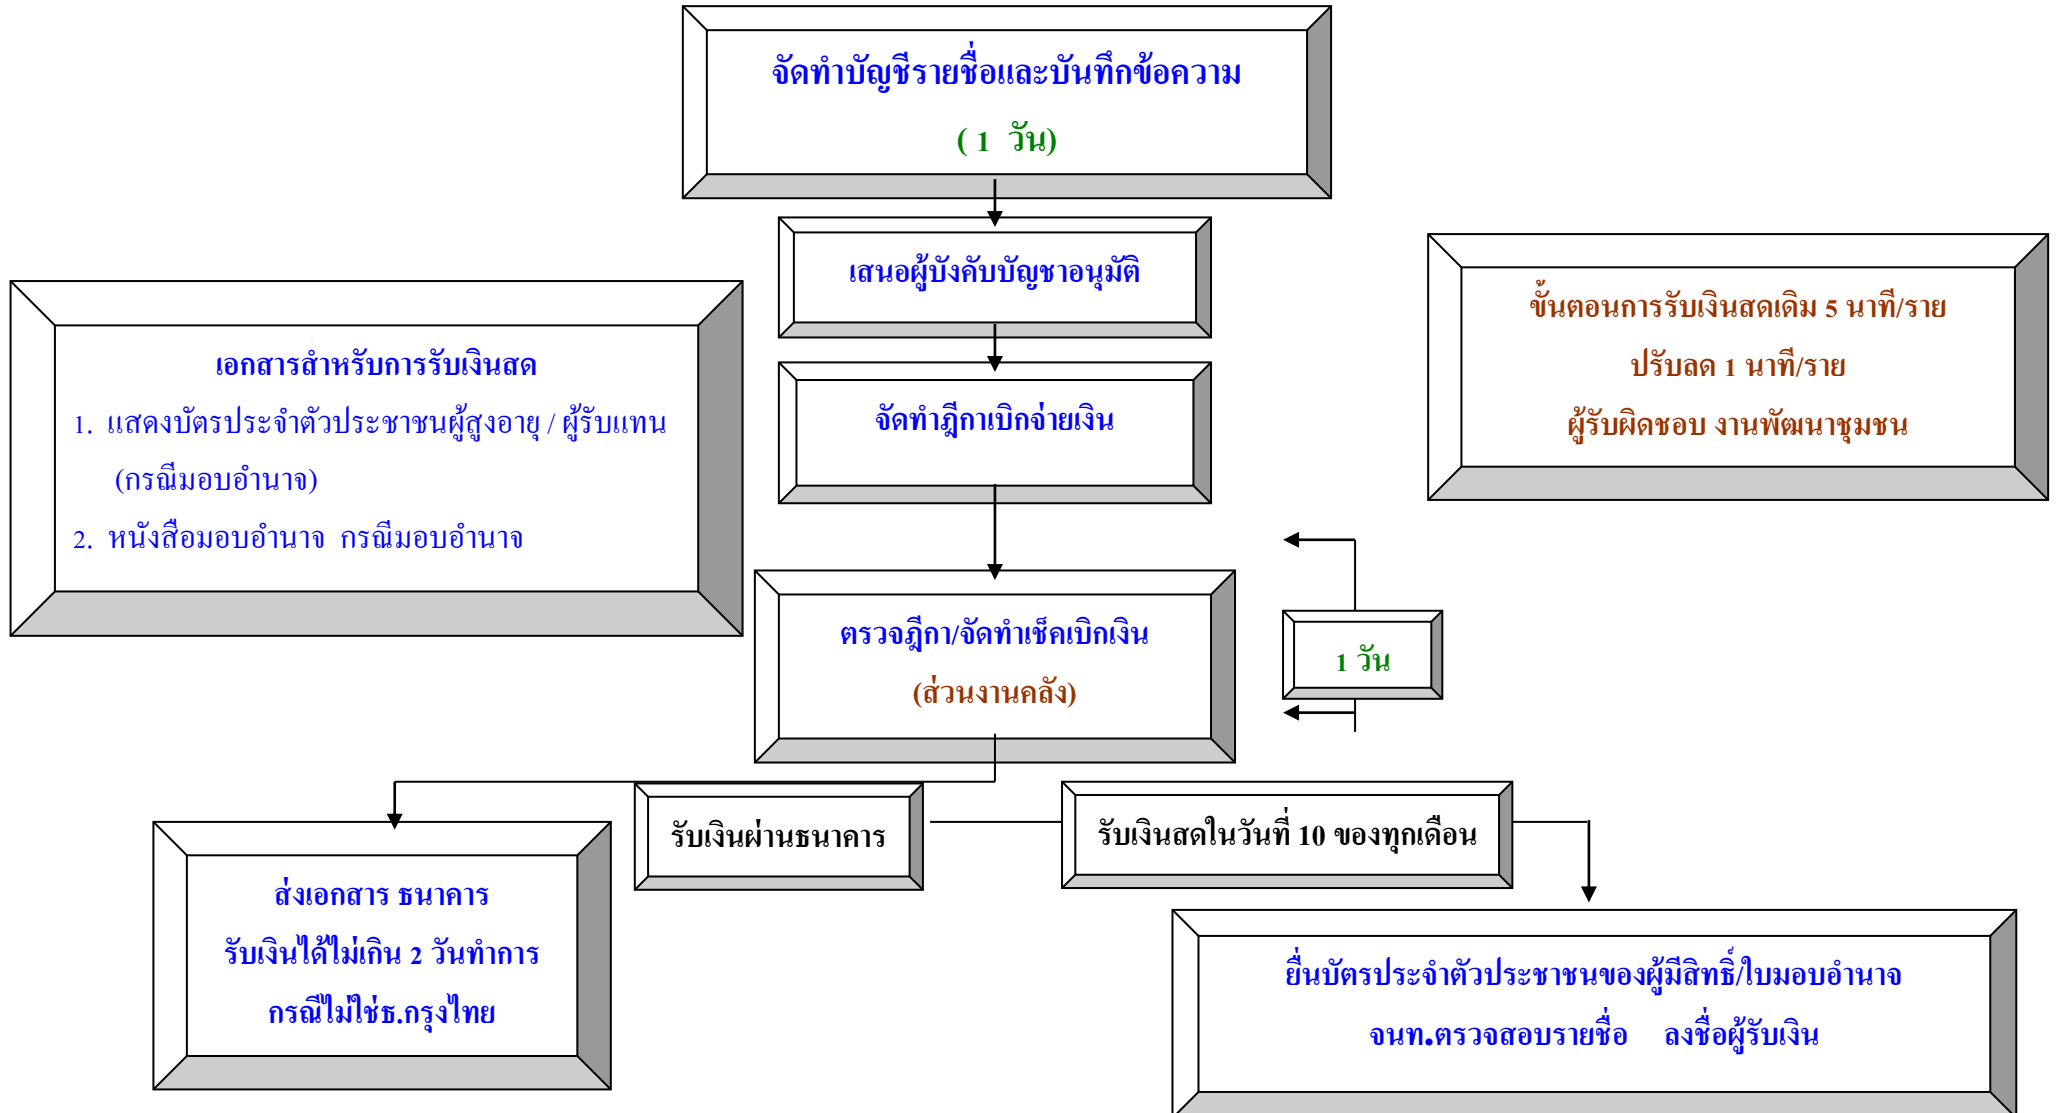 จัดทำบัญชีรายชื่อและบันทึกข้อความ
( 1 วัน)
เสนอผู้บังคับบัญชาอนุมัติ
เอกสารสำหรับการรับเงินสด
1. แสดงบัตรประจำตัวประชาชนผู้สูงอายุ / ผู้รับแทน
(กรณีมอบอำนาจ)
2. หนังสือมอบอำนาจ กรณีมอบอำนาจ
ขั้นตอนการรับเงินสดเดิม 5 นาที/ราย
ปรับลด 1 นาที/ราย
ผู้รับผิดชอบ งานพัฒนาชุมชน
จัดทำฎีกาเบิกจ่ายเงิน
ตรวจฎีกา/จัดทำเช็คเบิกเงิน
(ส่วนงานคลัง)
1 วัน
รับเงินผ่านธนาคาร
รับเงินสดในวันที่ 10 ของทุกเดือน
ส่งเอกสาร ธนาคาร
รับเงินได้ไม่เกิน 2 วันทำการ
กรณีไม่ใช่ธ.กรุงไทย
ยื่นบัตรประจำตัวประชาชนของผู้มีสิทธิ์/ใบมอบอำนาจ
จนท.ตรวจสอบรายชื่อ ลงชื่อผู้รับเงิน